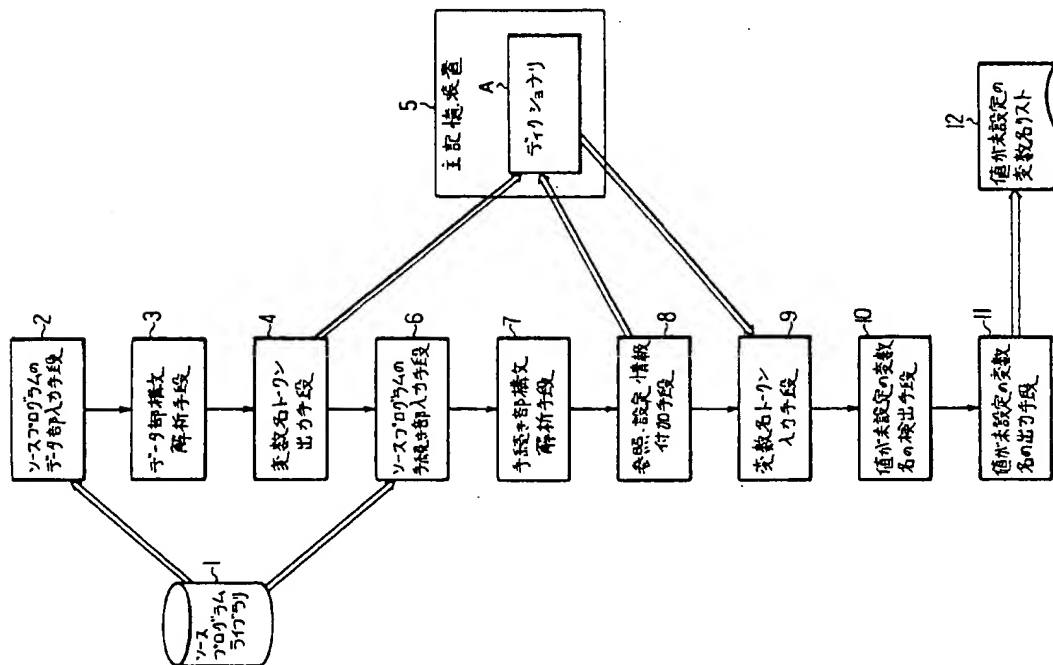 1
ソース
プログラム
ライブラリ
2
ソースプログラムの
データ部入力手段
3
データ部構文
解析手段
4
変数名トークン
出力手段
5
主記憶装置
A
ディクショナリ
6
ソースプログラムの
手続き部入力手段
7
手続き部構文
解析手段
8
参照・設定情報
付加手段
9
変数名トークン
入力手段
10
値が未設定の変数
名の検出手段
11
値が未設定の変数
名の出力手段
12
値が未設定の
変数名リスト